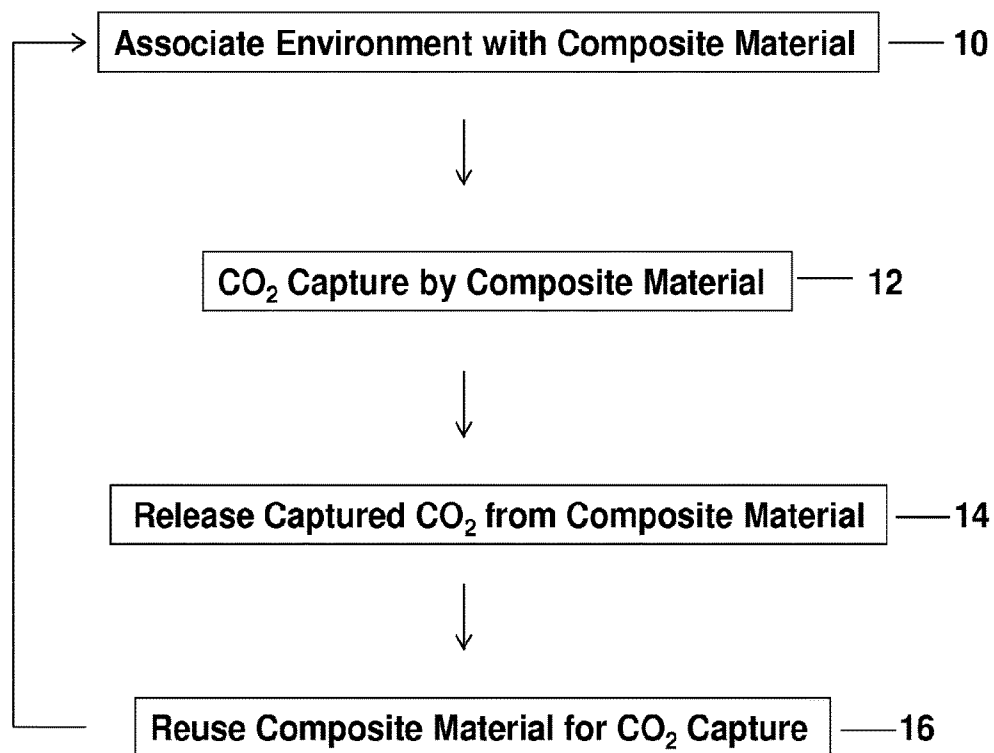 Associate Environment with Composite Material 10
CO₂ Capture by Composite Material 12
Release Captured CO₂ from Composite Material 14
Reuse Composite Material for CO₂ Capture 16